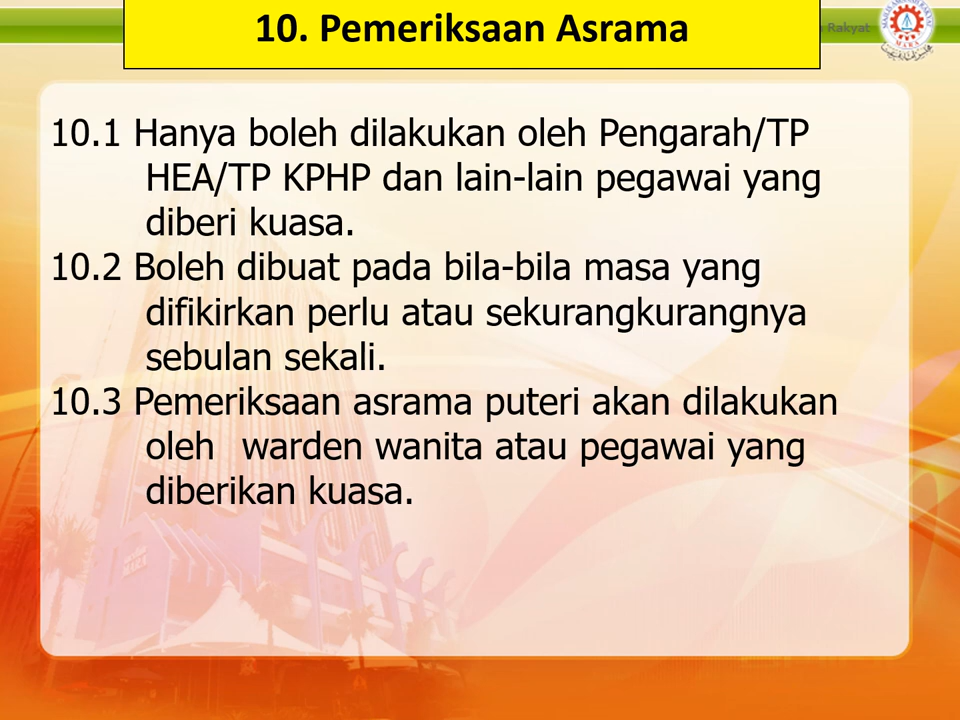 10. Pemeriksaan Asrama
Rakyat
MARA
10.1 Hanya boleh dilakukan oleh Pengarah/TP
HEA/TP KPHP dan lain-lain pegawai yang
diberi kuasa.
10.2 Boleh dibuat pada bila-bila masa yang
difikirkan perlu atau sekurangkurangnya
sebulan sekali.
10.3 Pemeriksaan asrama puteri akan dilakukan
oleh warden wanita atau pegawai yang
diberikan kuasa.